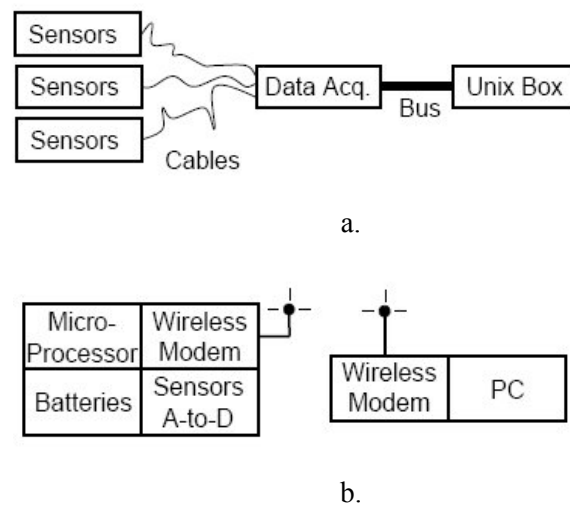 Sensors
Sensors
Sensors
Cables
Data Acq.
Bus
Unix Box
a.
Micro-
Processor
Wireless
Modem
Batteries
Sensors
A-to-D
Wireless
Modem
PC
b.